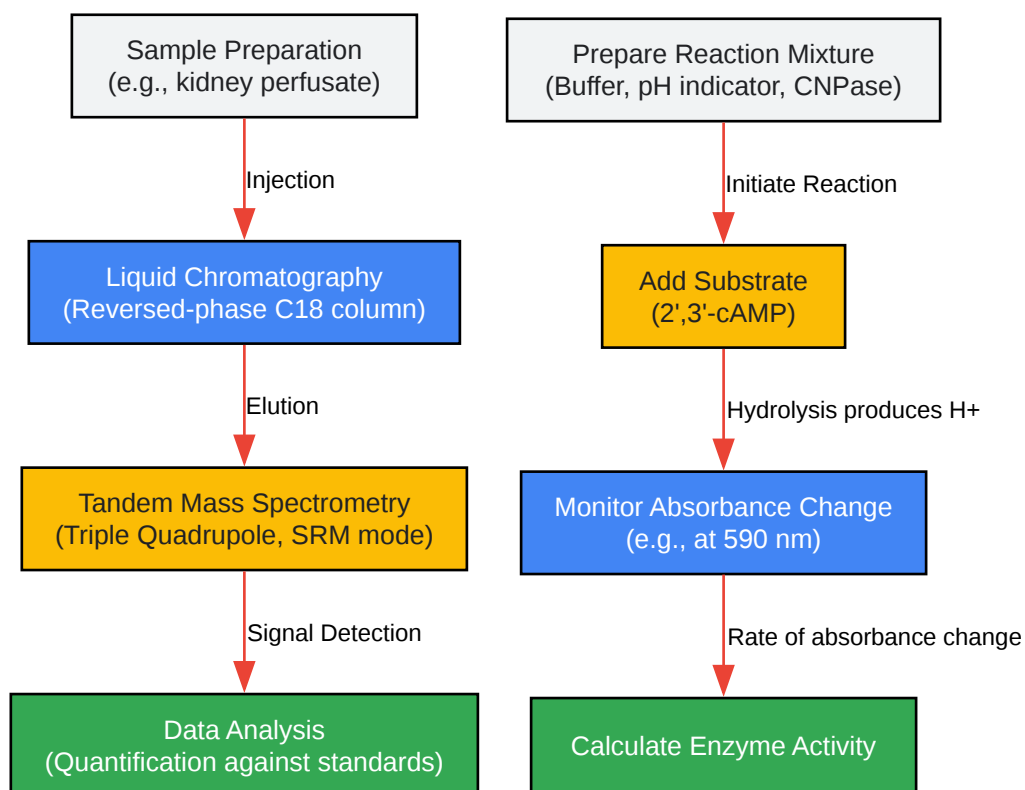 Sample Preparation
(e.g., kidney perfusate)
Injection
Liquid Chromatography
(Reversed-phase C18 column)
Elution
Tandem Mass Spectrometry
(Triple Quadrupole, SRM mode)
Signal Detection
Data Analysis
(Quantification against standards)
Prepare Reaction Mixture
(Buffer, pH indicator, CNPase)
Initiate Reaction
Add Substrate
(2',3'-cAMP)
Hydrolysis produces H+
Monitor Absorbance Change
(e.g., at 590 nm)
Rate of absorbance change
Calculate Enzyme Activity